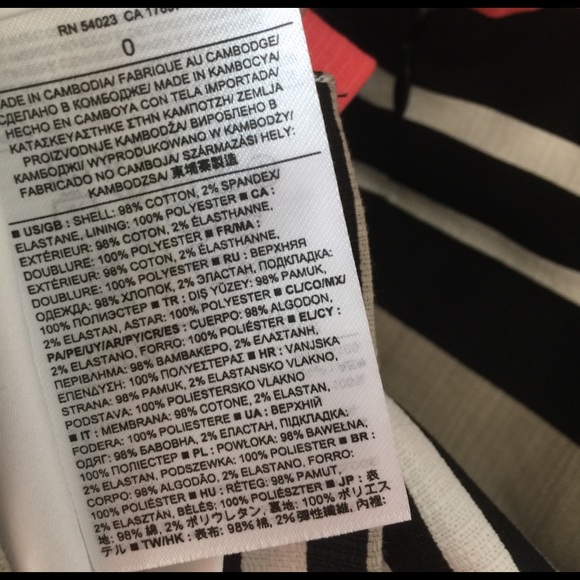 RN 54023 CA
0
ADE IN CAMBODIA/ FABRIQUE AU CAMBODGE/
СДЕЛАНО В КОМБОДЖЕ/ MADE IN KAMBOCYA/
HECHO EN CAMBOYA CON TELA IMPORTADA/
ΚΑΤΑΣΚΕΥΑΣΤΗΚΕ ΣΤΗΝ ΚΑΜΠΟΤΖΗ/ ZEMLJA
PROIZVODNJE KAMBODŽA/ ВИРОБЛЕНО В
КАМБОДЖІ/ WYPRODUKOWANO W KAMBODŻY/
FABRICADO NO CAMBOJA/ SZÁRMAZÁSI HELY:
KAMBODZSA/ 柬埔寨製造
■ US/GB : SHELL: 98% COTTON, 2% SPANDEX/
ELASTANE, LINING: 100% POLYESTER ■ CA :
EXTÉRIEUR: 98% COTON, 2% ÉLASTHANNE,
DOUBLURE: 100% POLYESTER ■ FR/MA :
EXTÉRIEUR: 98% COTON, 2% ÉLASTHANNE,
DOUBLURE: 100% POLYESTER ■ RU : ВЕРХНЯЯ
ОДЕЖДА: 98% ХЛОПОК, 2% ЭЛАСТАН, ПОДКЛАДКА:
100% ПОЛИЭСТЕР ■ TR : DIŞ YÜZEY: 98% PAMUK,
2% ELASTAN, ASTAR: 100% POLYESTER ■ CL/CO/MX/
PA/PE/UY/AR/PY/CR/ES : CUERPO: 98% ALGODON,
2% ELASTANO, FORRO: 100% POLIÉSTER ■ EL/CY :
ΠΕΡΙΒΛΗΜΑ: 98% ΒΑΜΒΑΚΕΡΟ, 2% ΕΛΑΣΤΑΝΗ,
ΕΠΕΝΔΥΣΗ: 100% ΠΟΛΥΕΣΤΕΡΑΣ ■ HR : VANJSKA
STRANA: 98% PAMUK, 2% ELASTANSKO VLAKNO,
PODSTAVA: 100% POLIESTERSKO VLAKNO
■ IT : MEMBRANA: 98% COTONE, 2% ELASTAN,
FODERA: 100% POLIESTERE ■ UA : ВЕРХНІЙ
ОДЯГ: 98% БАВОВНА, 2% ЕЛАСТАН, ПІДКЛАДКА:
100% ПОЛІЕСТЕР ■ PL : POWŁOKA: 98% BAWEŁNA,
2% ELASTAN, PODSZEWKA: 100% POLIESTER ■ BR :
CORPO: 98% ALGODÃO, 2% ELASTANO, FORRO:
100% POLIÉSTER ■ HU : RÉTEG: 98% PAMUT,
2% ELASZTÁN, BÉLÉS: 100% POLIÉSZTER ■ JP : 表
地: 98% 綿, 2% ポリウレタン, 裏地: 100% ポリエス
テル ■ TW/HK : 表布: 98% 棉, 2% 彈性纖維, 內裡: